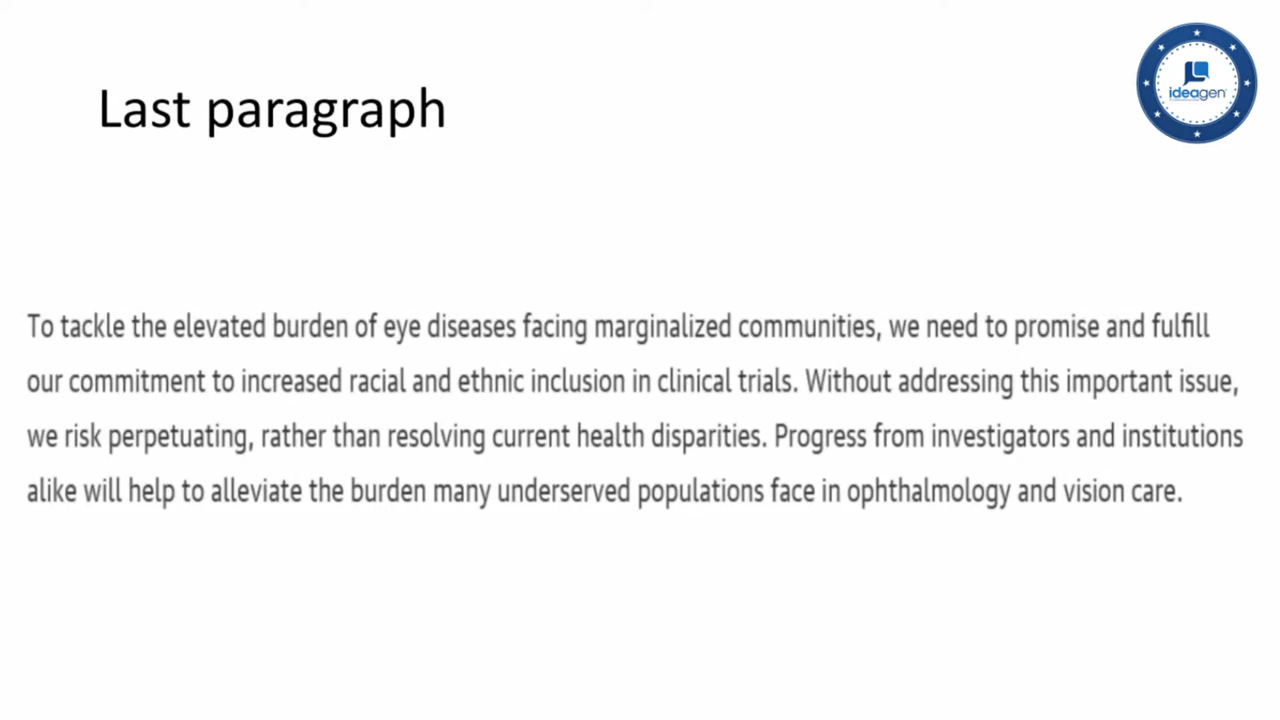 Last paragraph
ideagen
To tackle the elevated burden of eye diseases facing marginalized communities, we need to promise and fulfill
our commitment to increased racial and ethnic inclusion in clinical trials. Without addressing this important issue,
we risk perpetuating, rather than resolving current health disparities. Progress from investigators and institutions
alike will help to alleviate the burden many underserved populations face in ophthalmology and vision care.